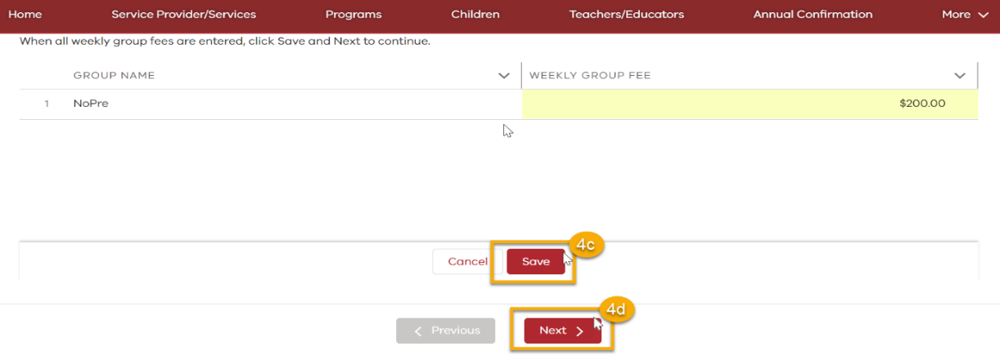 Home Service Provider/Services Programs Children Teachers/Educators Annual Confirmation More
When all weekly group fees are entered, click Save and Next to continue.
GROUP NAME WEEKLY GROUP FEE
1 NoPre $200.00
4c
Cancel Save
4d
Previous Next